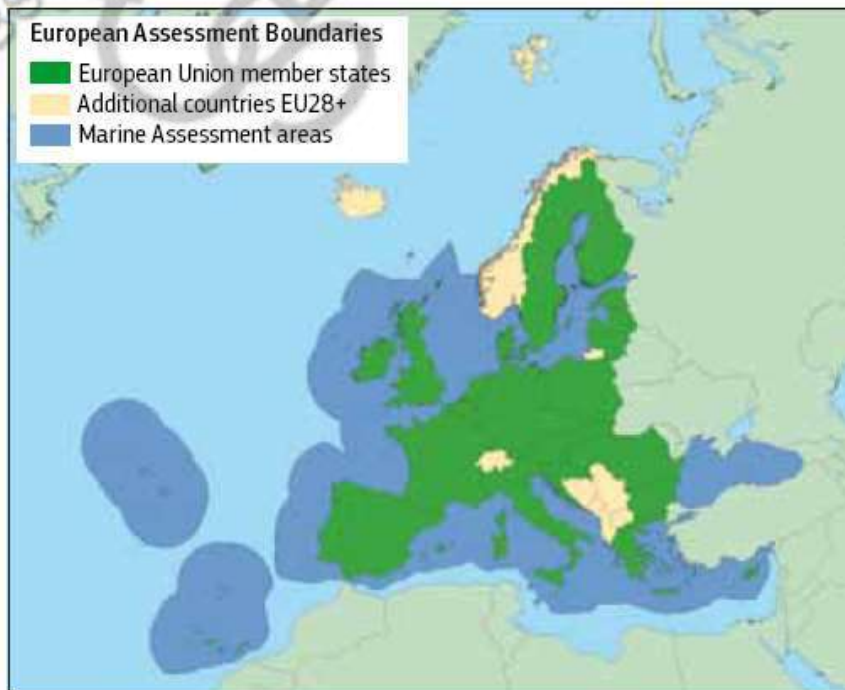 European Assessment Boundaries
European Union member states
Additional countries EU28+
Marine Assessment areas